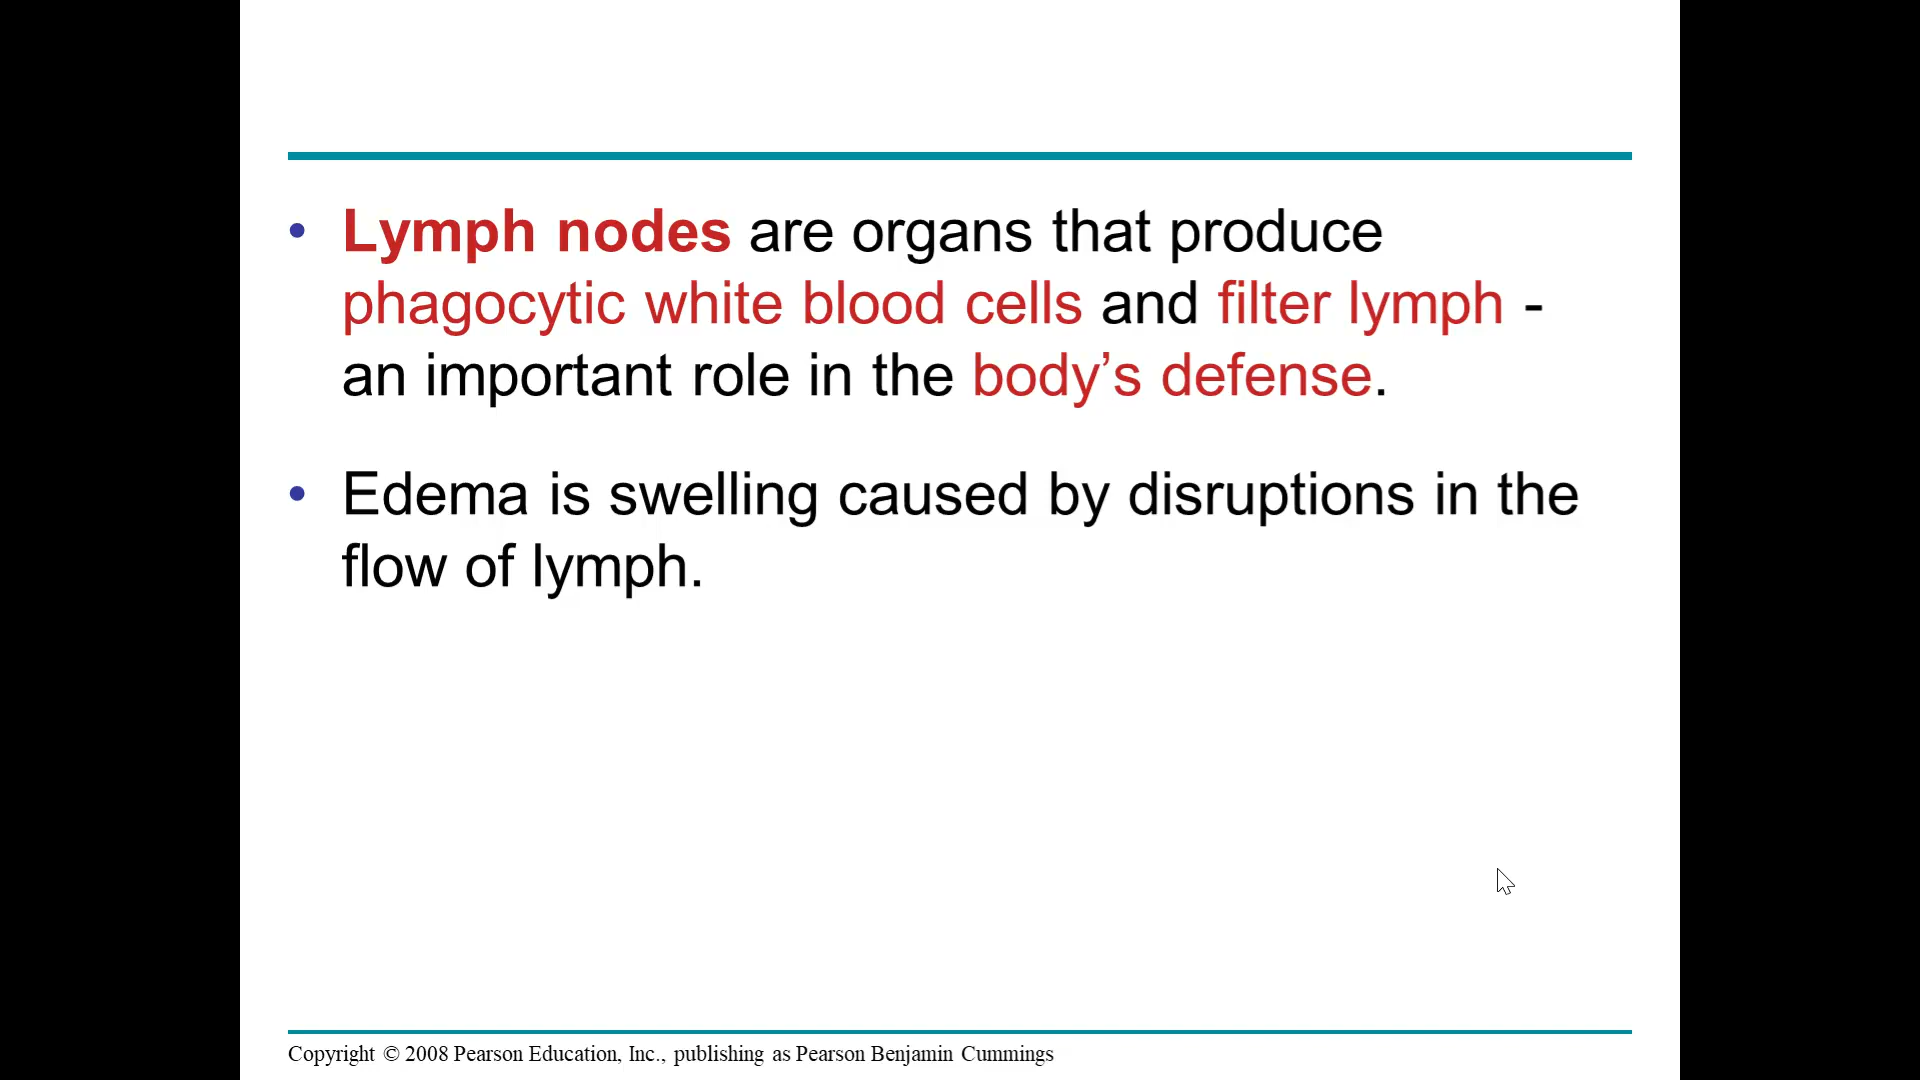 • Lymph nodes are organs that produce
phagocytic white blood cells and filter lymph -
an important role in the body’s defense.
• Edema is swelling caused by disruptions in the
flow of lymph.
Copyright © 2008 Pearson Education, Inc., publishing as Pearson Benjamin Cummings